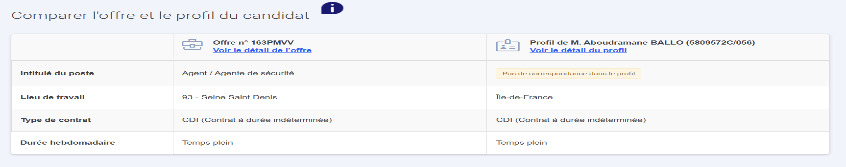 Comparer l'offre et le profil du candidat i
Offre n° 163PMVV Profil de M. Aboudramane BALLO (5809572C/056)
Voir le détail de l'offre Voir le détail du profil
Intitulé du poste Agent / Agente de sécurité Pas de correspondance dans le profil
Lieu de travail 93 - Seine Saint Denis Île-de-France
Type de contrat CDI (Contrat à durée indéterminée) CDI (Contrat à durée indéterminée)
Durée hebdomadaire Temps plein Temps plein